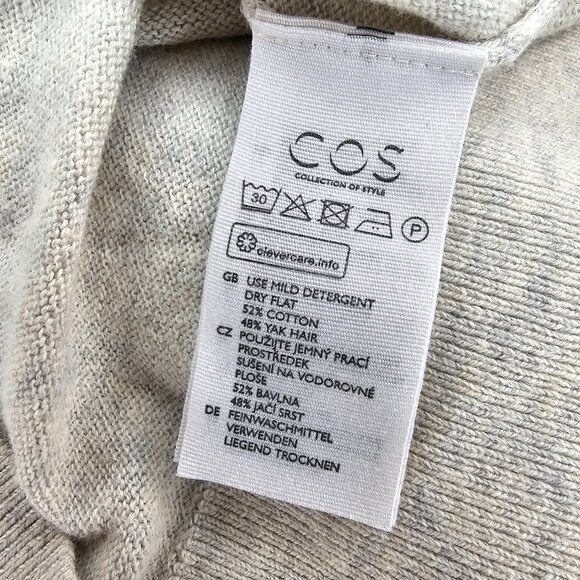 COS
COLLECTION OF STYLE
30 P
clevercare.info
GB USE MILD DETERGENT
DRY FLAT
52% COTTON
48% YAK HAIR
CZ POUŽIJTE JEMNÝ PRACÍ
PROSTŘEDEK
SUŠENÍ NA VODOROVNÉ
PLOŠE
52% BAVLNA
48% JAČÍ SRST
DE FEINWASCHMITTEL
VERWENDEN
LIEGEND TROCKNEN